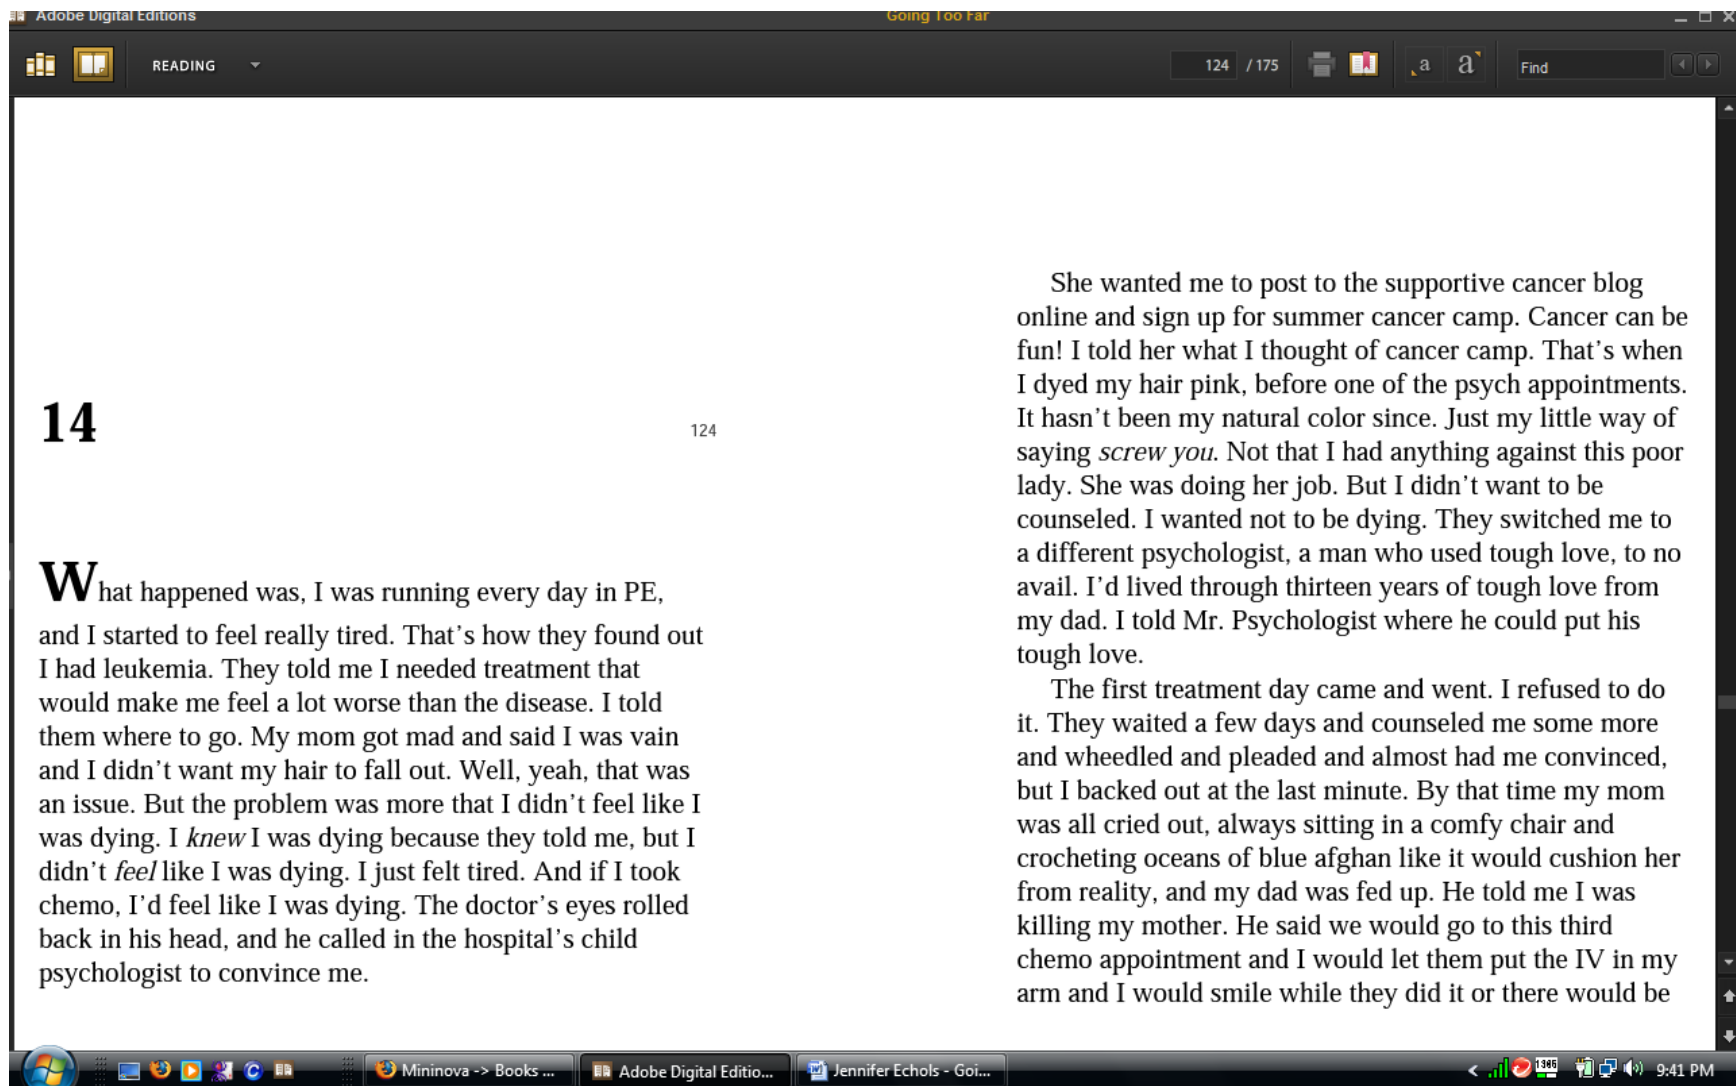 Adobe Digital Editions
Going Too Far
READING
124 / 175
a
a
Find
14
124
What happened was, I was running every day in PE,
and I started to feel really tired. That's how they found out
I had leukemia. They told me I needed treatment that
would make me feel a lot worse than the disease. I told
them where to go. My mom got mad and said I was vain
and I didn't want my hair to fall out. Well, yeah, that was
an issue. But the problem was more that I didn't feel like I
was dying. I knew I was dying because they told me, but I
didn't feel like I was dying. I just felt tired. And if I took
chemo, I'd feel like I was dying. The doctor's eyes rolled
back in his head, and he called in the hospital's child
psychologist to convince me.
She wanted me to post to the supportive cancer blog
online and sign up for summer cancer camp. Cancer can be
fun! I told her what I thought of cancer camp. That's when
I dyed my hair pink, before one of the psych appointments.
It hasn't been my natural color since. Just my little way of
saying screw you. Not that I had anything against this poor
lady. She was doing her job. But I didn't want to be
counseled. I wanted not to be dying. They switched me to
a different psychologist, a man who used tough love, to no
avail. I'd lived through thirteen years of tough love from
my dad. I told Mr. Psychologist where he could put his
tough love.
The first treatment day came and went. I refused to do
it. They waited a few days and counseled me some more
and wheedled and pleaded and almost had me convinced,
but I backed out at the last minute. By that time my mom
was all cried out, always sitting in a comfy chair and
crocheting oceans of blue afghan like it would cushion her
from reality, and my dad was fed up. He told me I was
killing my mother. He said we would go to this third
chemo appointment and I would let them put the IV in my
arm and I would smile while they did it or there would be
Mininova -> Books ...
Adobe Digital Editio...
Jennifer Echols - Goi...
9:41 PM